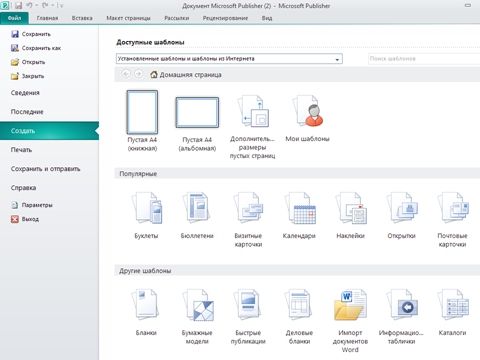 Документ Microsoft Publisher (2) - Microsoft Publisher
Файл Главная Вставка Макет страницы Рассылки Рецензирование Вид
Сохранить
Сохранить как
Открыть
Закрыть
Сведения
Последние
Создать
Печать
Сохранить и отправить
Справка
Параметры
Выход
Доступные шаблоны
Установленные шаблоны и шаблоны из Интернета
Поиск шаблонов
Домашняя страница
Пустая A4 (книжная)
Пустая A4 (альбомная)
Дополнитель... размеры пустых страниц
Мои шаблоны
Популярные
Буклеты
Бюллетени
Визитные карточки
Календари
Наклейки
Открытки
Почтовые карточки
Другие шаблоны
Бланки
Бумажные модели
Быстрые публикации
Деловые бланки
Импорт документов Word
Информацио... таблички
Каталоги